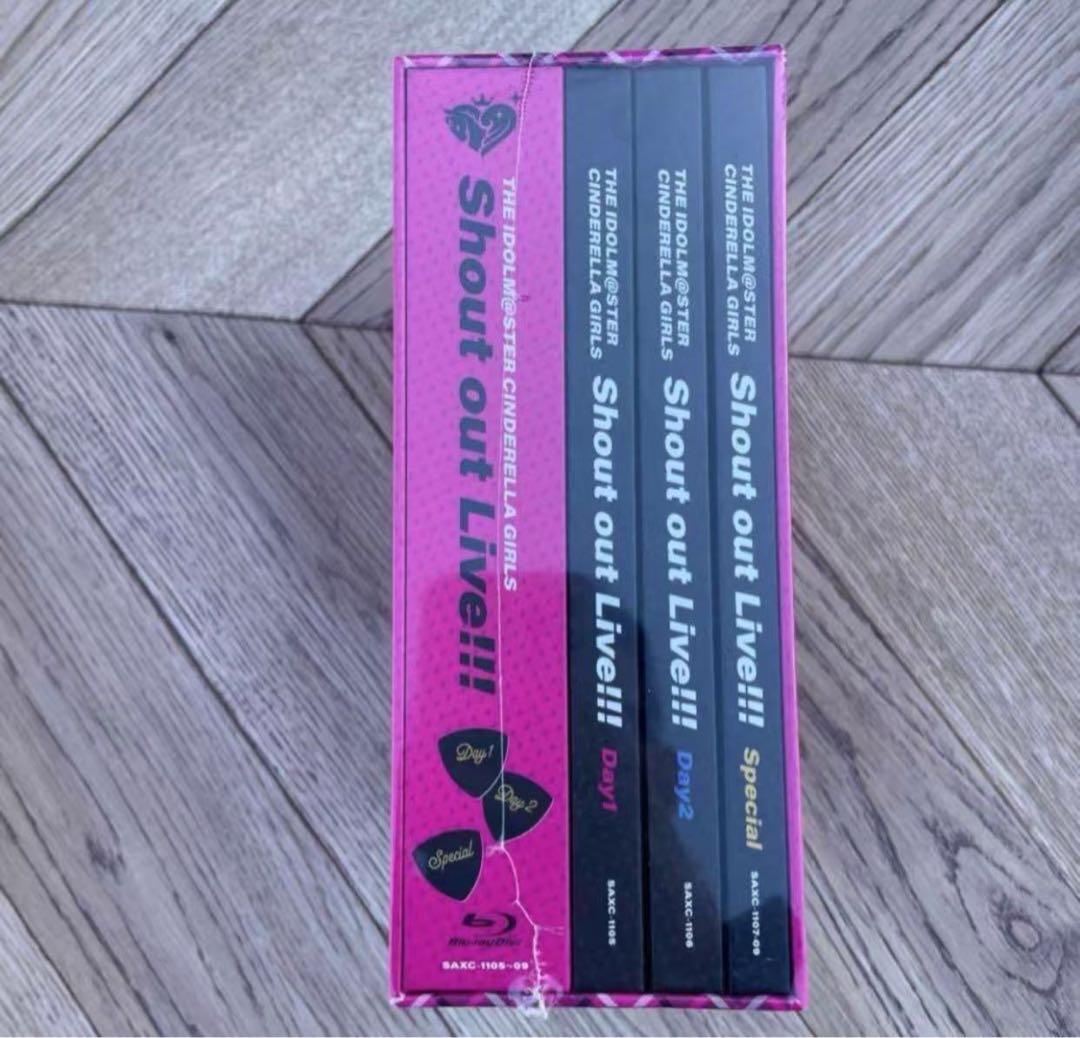 THE IDOLM@STER CINDERELLA GIRLS
Shout out Live!!!
Day1
Day2
Special
Blu-ray Disc
SAXC-1105~09
THE IDOLM@STER
CINDERELLA GIRLS
Shout out Live!!!
Day1
SAXC-1105
THE IDOLM@STER
CINDERELLA GIRLS
Shout out Live!!!
Day2
SAXC-1106
THE IDOLM@STER
CINDERELLA GIRLS
Shout out Live!!!
Special
SAXC-1107-09